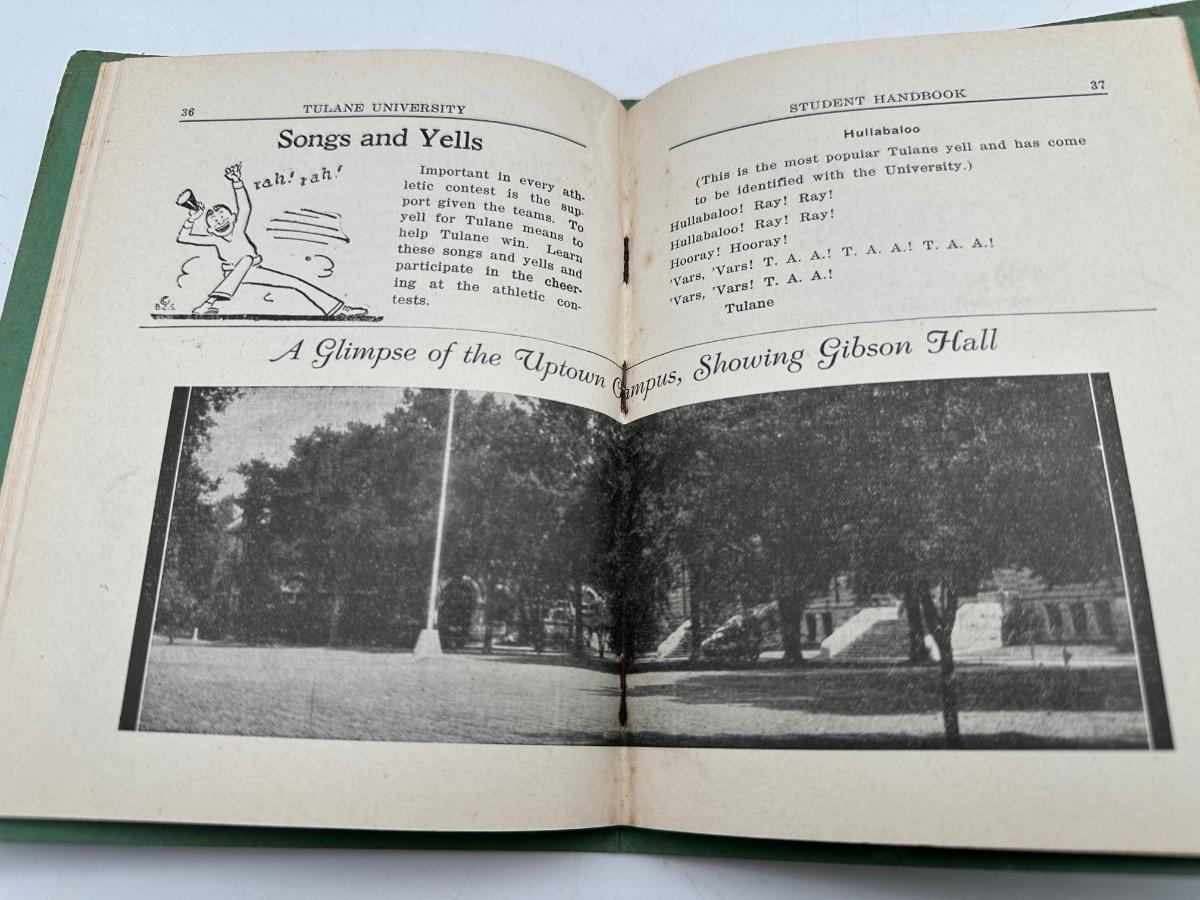 36
TULANE UNIVERSITY
Songs and Yells
rah! rah!
B.Z.S.
Important in every ath-
letic contest is the sup-
port given the teams. To
yell for Tulane means to
help Tulane win. Learn
these songs and yells and
participate in the cheer-
ing at the athletic con-
tests.
STUDENT HANDBOOK
37
Hullabaloo
(This is the most popular Tulane yell and has come
to be identified with the University.)
Hullabaloo! Ray! Ray!
Hullabaloo! Ray! Ray!
Hooray! Hooray!
'Vars, 'Vars! T. A. A.! T. A. A.! T. A. A.!
'Vars, 'Vars! T. A. A.!
Tulane
A Glimpse of the Uptown Campus, Showing Gibson Hall